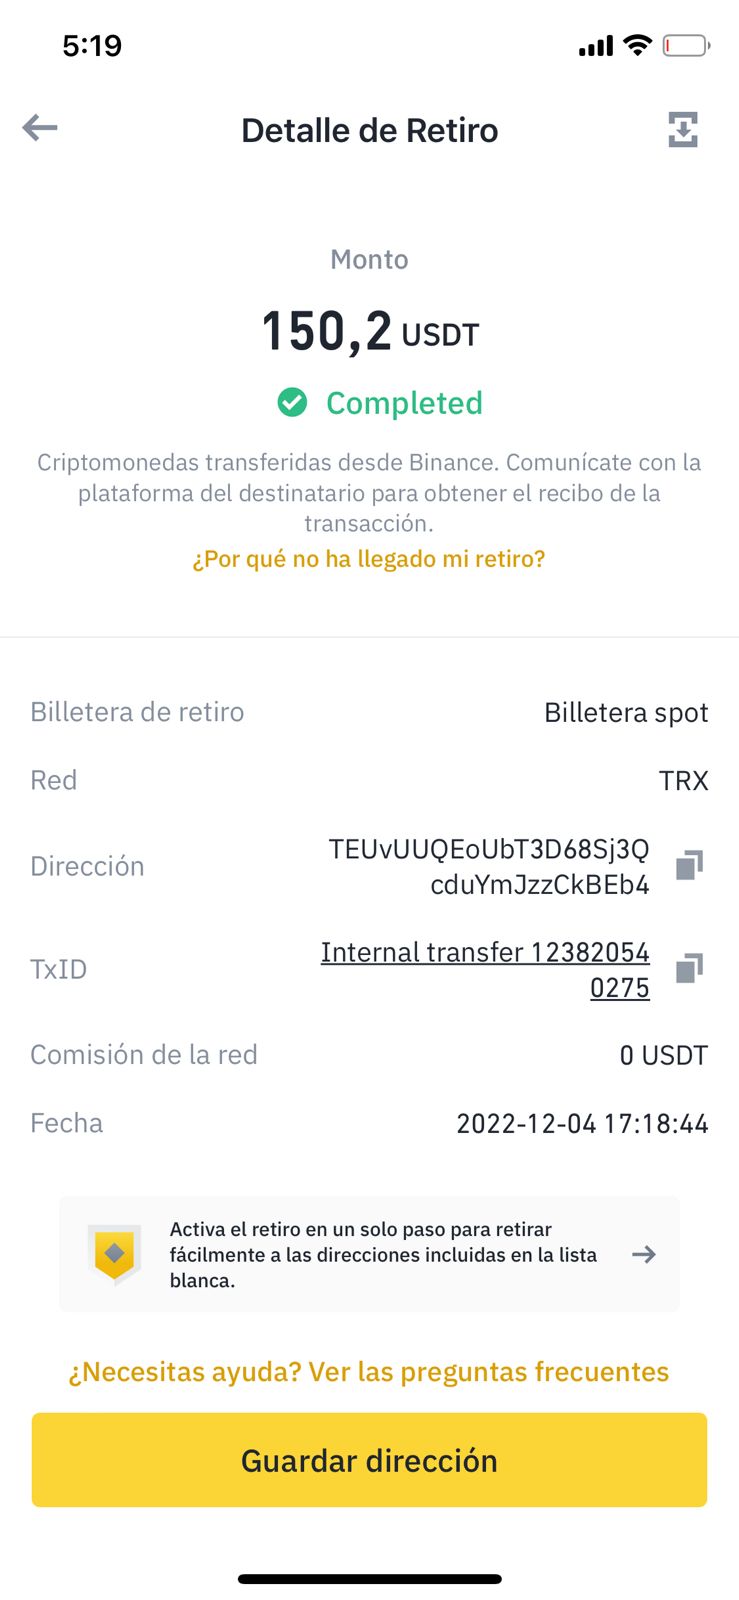 5:19
Detalle de Retiro
Monto
150,2 USDT
Completed
Criptomonedas transferidas desde Binance. Comunícate con la
plataforma del destinatario para obtener el recibo de la
transacción.
¿Por qué no ha llegado mi retiro?
Billetera de retiro Billetera spot
Red TRX
Dirección TEUvUUQEoUbT3D68Sj3Q
cduYmJzzCkBEb4
TxID Internal transfer 12382054
0275
Comisión de la red 0 USDT
Fecha 2022-12-04 17:18:44
Activa el retiro en un solo paso para retirar
fácilmente a las direcciones incluidas en la lista
blanca.
¿Necesitas ayuda? Ver las preguntas frecuentes
Guardar dirección